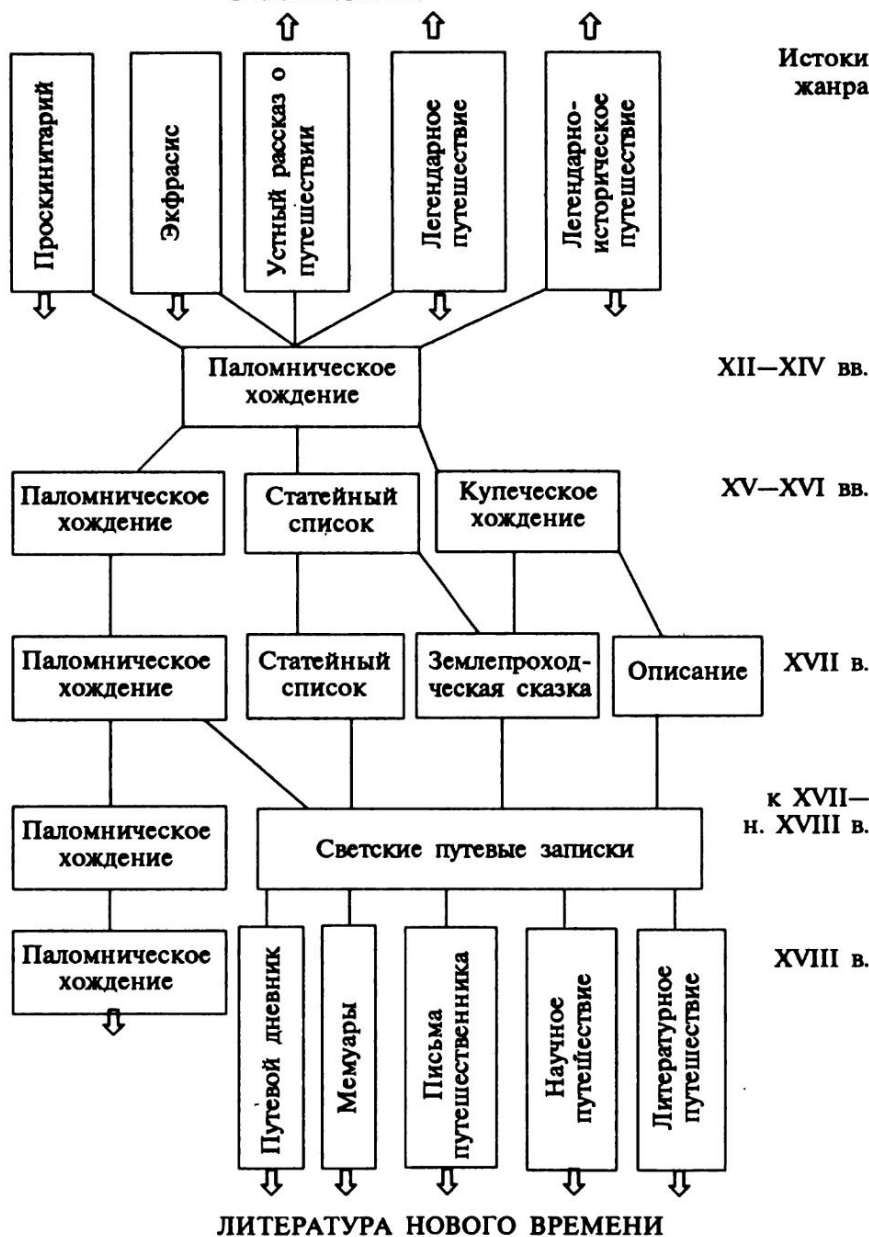 Истоки
жанра
Проскинитарий
Экфрасис
Устный рассказ о
путешествии
Легендарное
путешествие
Легендарно-
историческое
путешествие
Паломническое
хождение
XII—XIV вв.
Паломническое
хождение
Статейный
список
Купеческое
хождение
XV—XVI вв.
Паломническое
хождение
Статейный
список
Землепроход-
ческая сказка
Описание
XVII в.
Паломническое
хождение
Светские путевые записки
к XVII—
н. XVIII в.
Паломническое
хождение
Путевой дневник
Мемуары
Письма
путешественника
Научное
путешествие
Литературное
путешествие
XVIII в.
ЛИТЕРАТУРА НОВОГО ВРЕМЕНИ